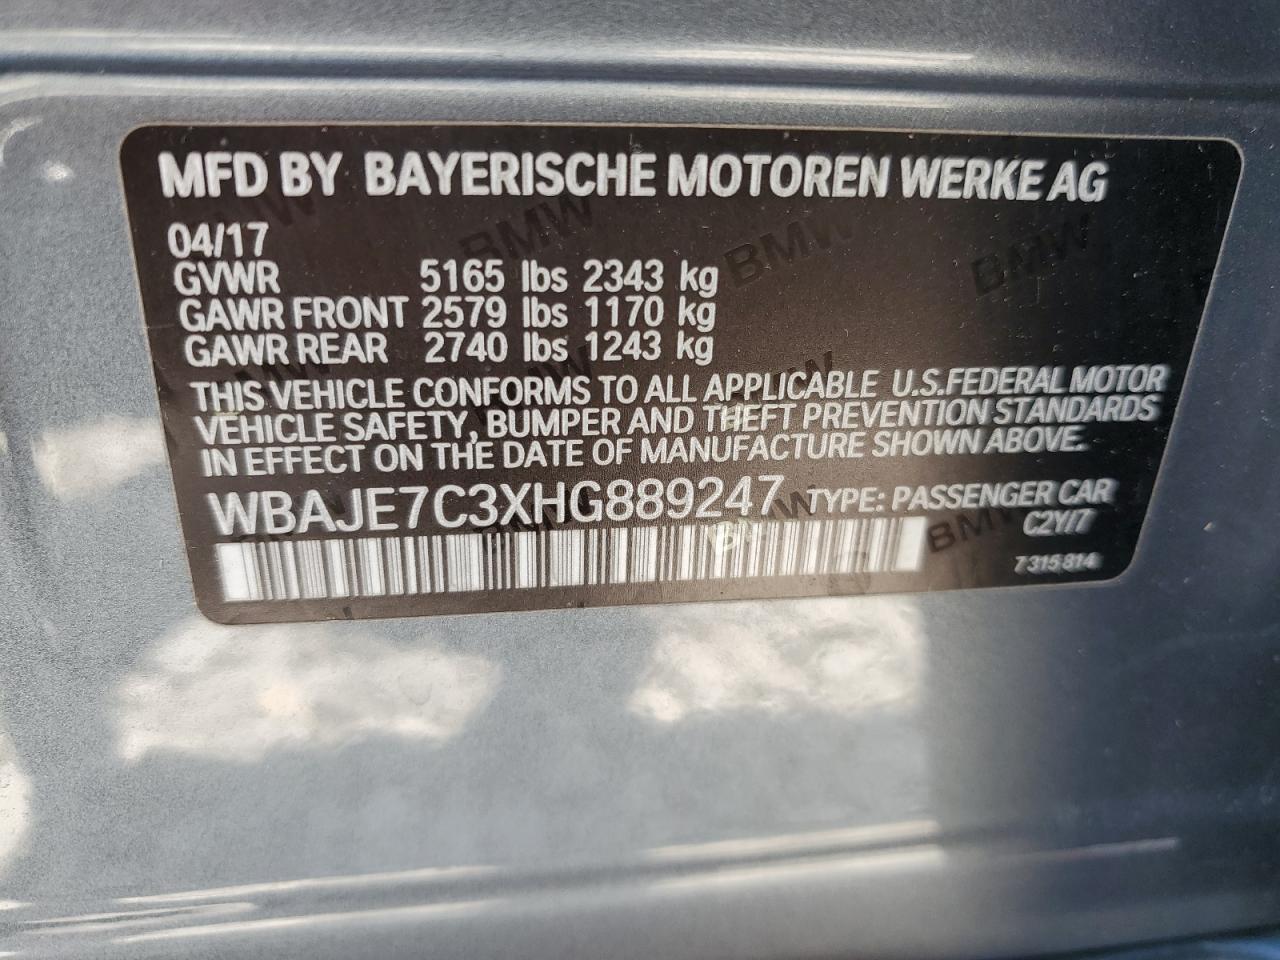 MFD BY BAYERISCHE MOTOREN WERKE AG
04/17
GVWR 5165 lbs 2343 kg
GAWR FRONT 2579 lbs 1170 kg
GAWR REAR 2740 lbs 1243 kg
THIS VEHICLE CONFORMS TO ALL APPLICABLE U.S.FEDERAL MOTOR
VEHICLE SAFETY, BUMPER AND THEFT PREVENTION STANDARDS
IN EFFECT ON THE DATE OF MANUFACTURE SHOWN ABOVE.
WBAJE7C3XHG889247 TYPE: PASSENGER CAR
C2Y/7
7 315 814